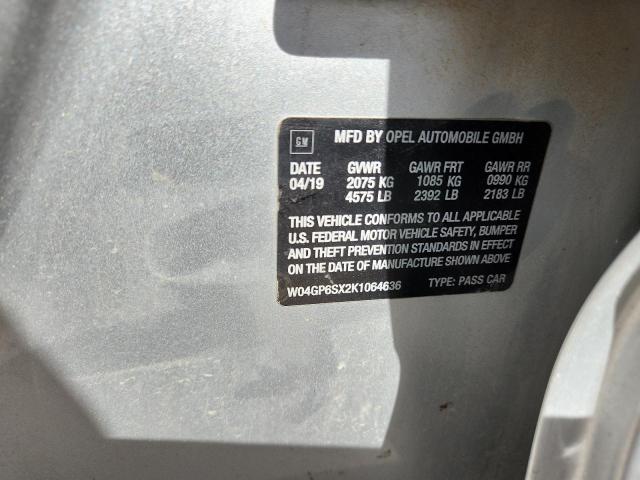 GM MFD BY OPEL AUTOMOBILE GMBH
DATE GVWR GAWR FRT GAWR RR
04/19 2075 KG 1085 KG 0990 KG
4575 LB 2392 LB 2183 LB
THIS VEHICLE CONFORMS TO ALL APPLICABLE
U.S. FEDERAL MOTOR VEHICLE SAFETY, BUMPER
AND THEFT PREVENTION STANDARDS IN EFFECT
ON THE DATE OF MANUFACTURE SHOWN ABOVE
W04GP6SX2K1064636 TYPE: PASS CAR